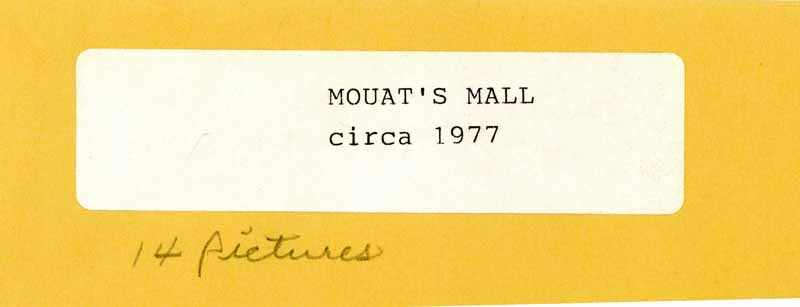 MOUAT'S MALL
circa 1977
14 pictures